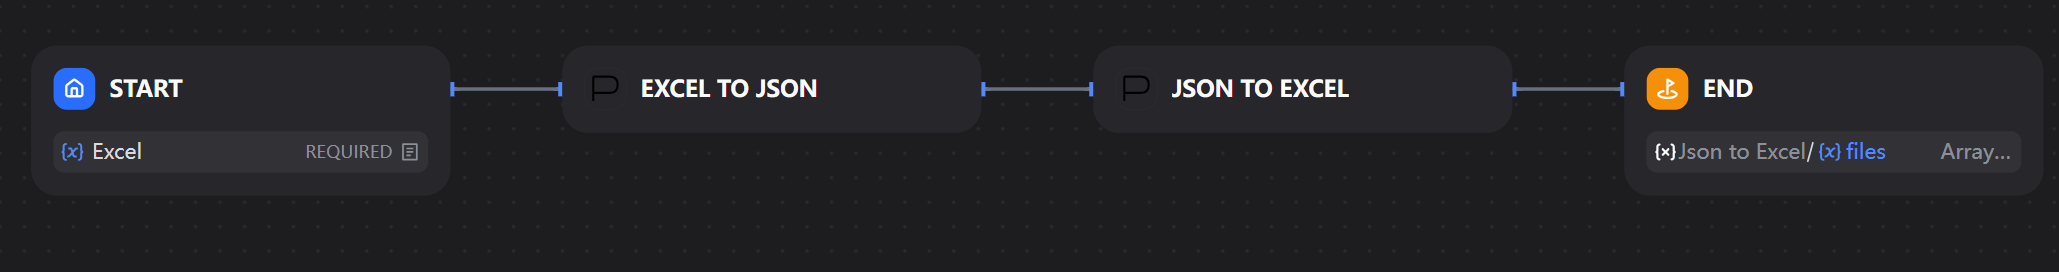 START
Excel REQUIRED
EXCEL TO JSON
JSON TO EXCEL
END
{x}Json to Excel/{x}files Array...